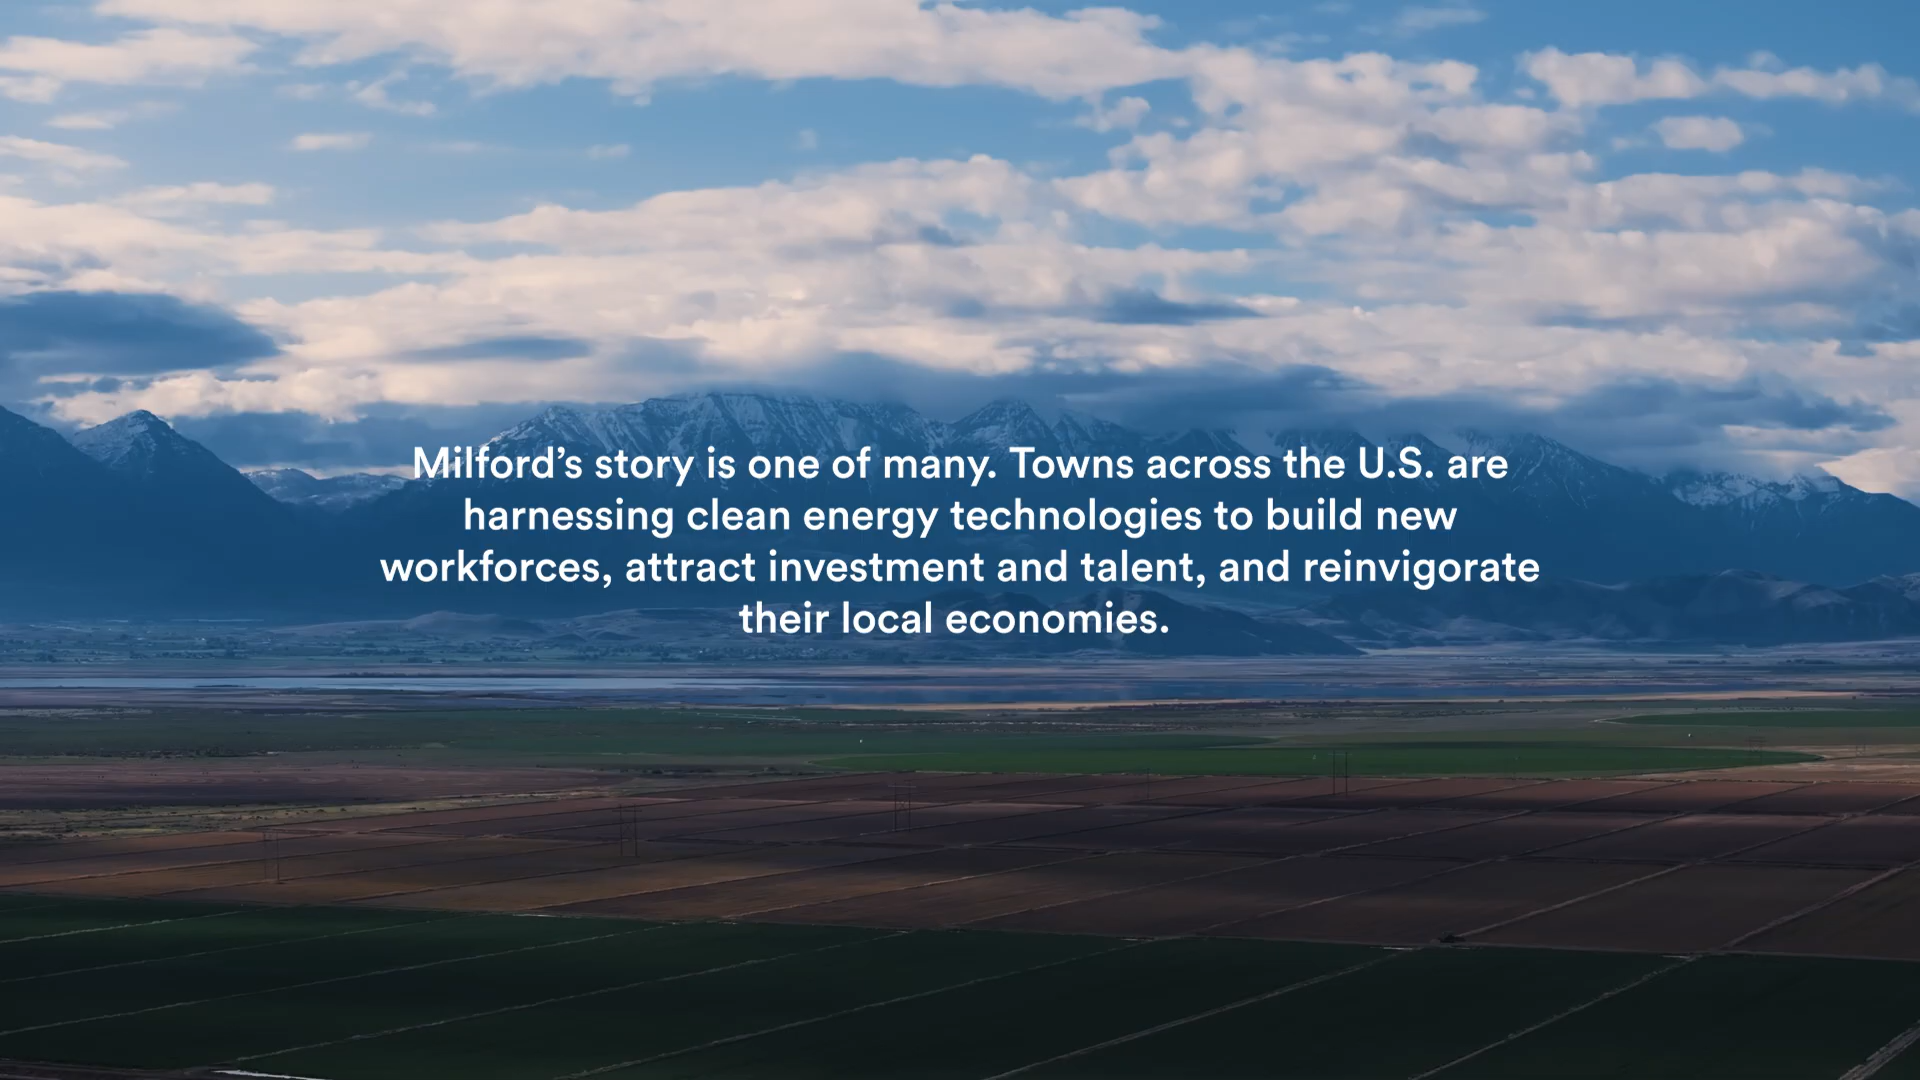 Milford’s story is one of many. Towns across the U.S. are
harnessing clean energy technologies to build new
workforces, attract investment and talent, and reinvigorate
their local economies.